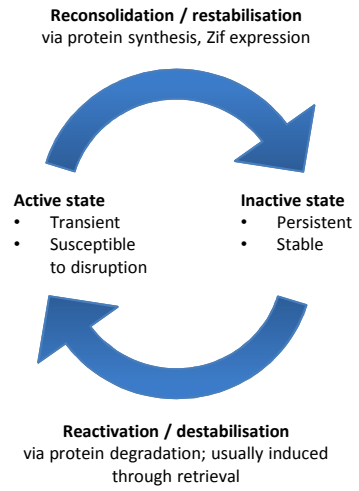 Reconsolidation / restabilisation
via protein synthesis, Zif expression
Active state
• Transient
• Susceptible
to disruption
Inactive state
• Persistent
• Stable
Reactivation / destabilisation
via protein degradation; usually induced
through retrieval